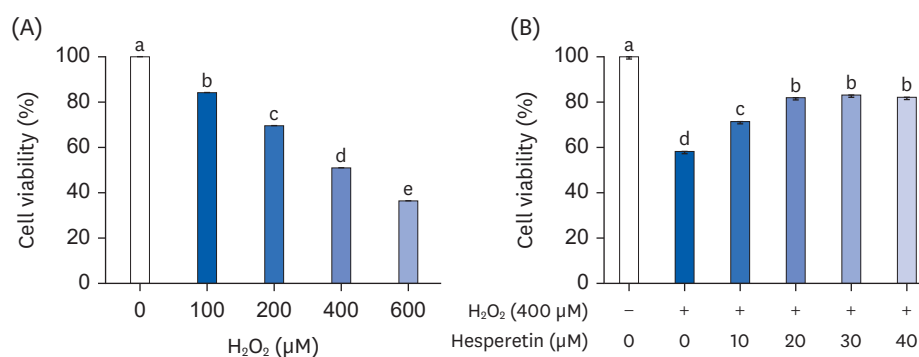 (A)
Cell viability (%)
100
80
60
40
20
0
a
b
c
d
e
0 100 200 400 600
H₂O₂ (µM)
(B)
Cell viability (%)
100
80
60
40
20
0
a
d
c
b
b
b
H₂O₂ (400 µM) − + + + + +
Hesperetin (µM) 0 0 10 20 30 40